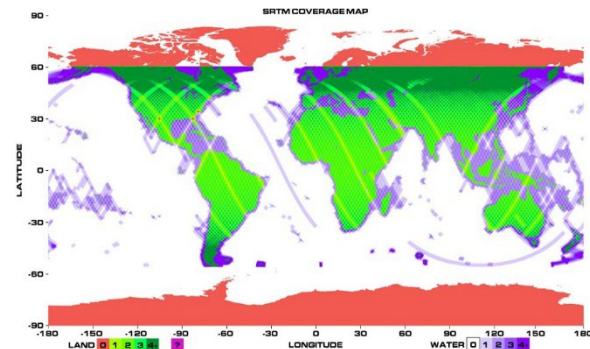 SRTM COVERAGE MAP
90
60
30
0
-30
-60
-90
LATITUDE
-180 -150 -120 -90 -60 -30 0 30 60 90 120 150 180
LAND 0 1 2 3 4+ ? LONGITUDE WATER 0 1 2 3 4+